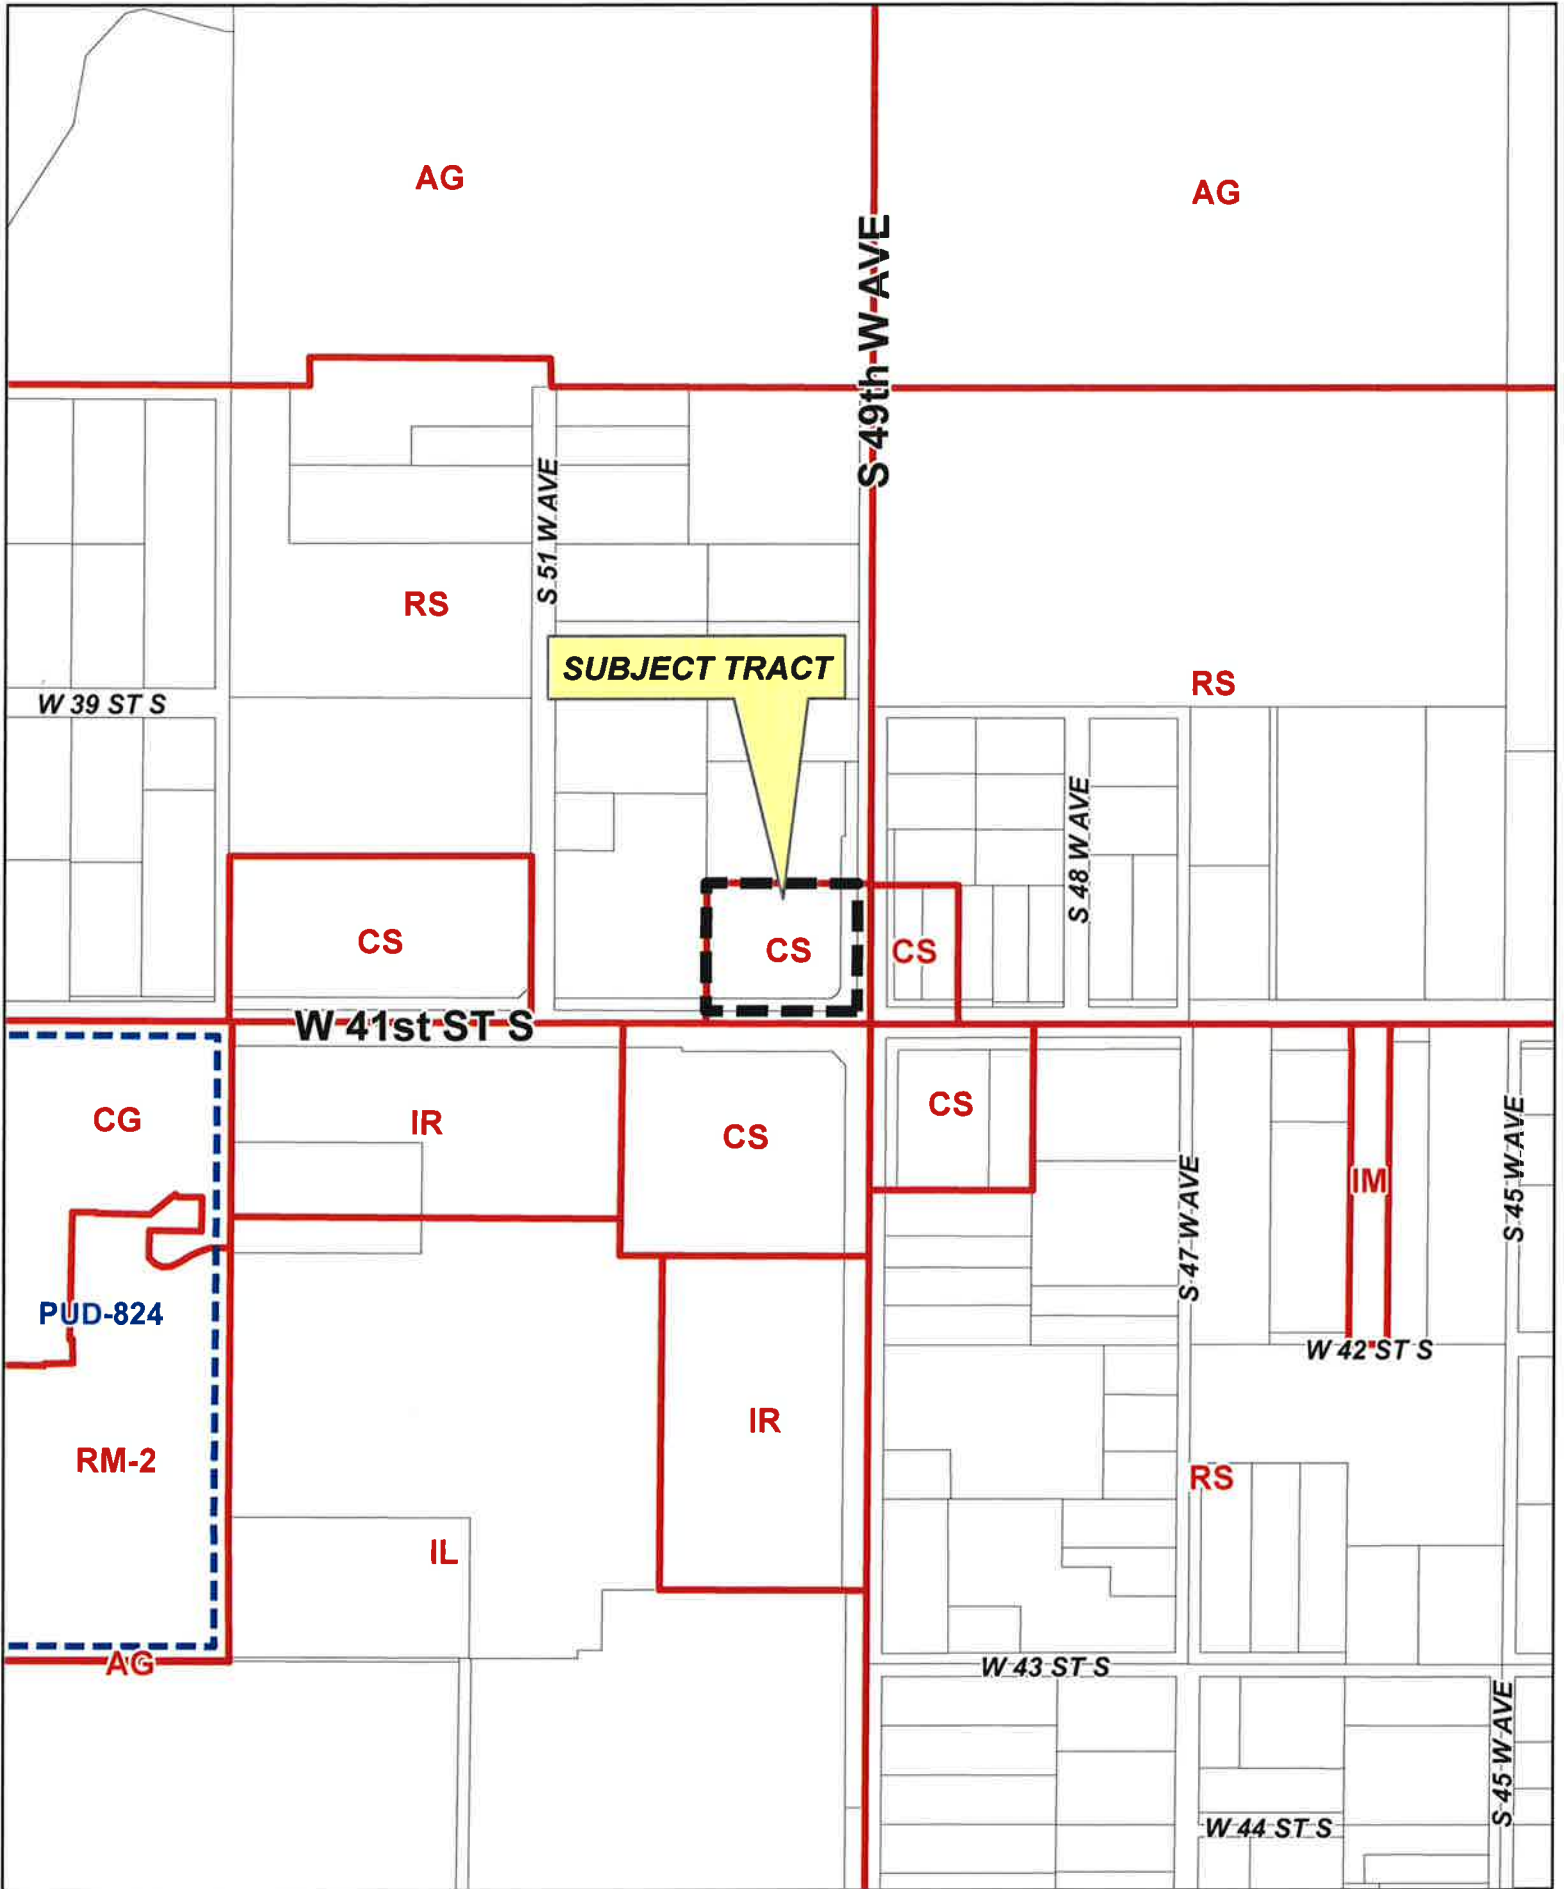 AG
AG
S 49th W AVE
S 51 W AVE
RS
SUBJECT TRACT
RS
W 39 ST S
S 48 W AVE
CS
CS
CS
W 41st ST S
CG
IR
CS
CS
IM
S 47 W AVE
S 45 W AVE
PUD-824
W 42 ST S
IR
RM-2
RS
IL
AG
W 43 ST S
S 45 W AVE
W 44 ST S